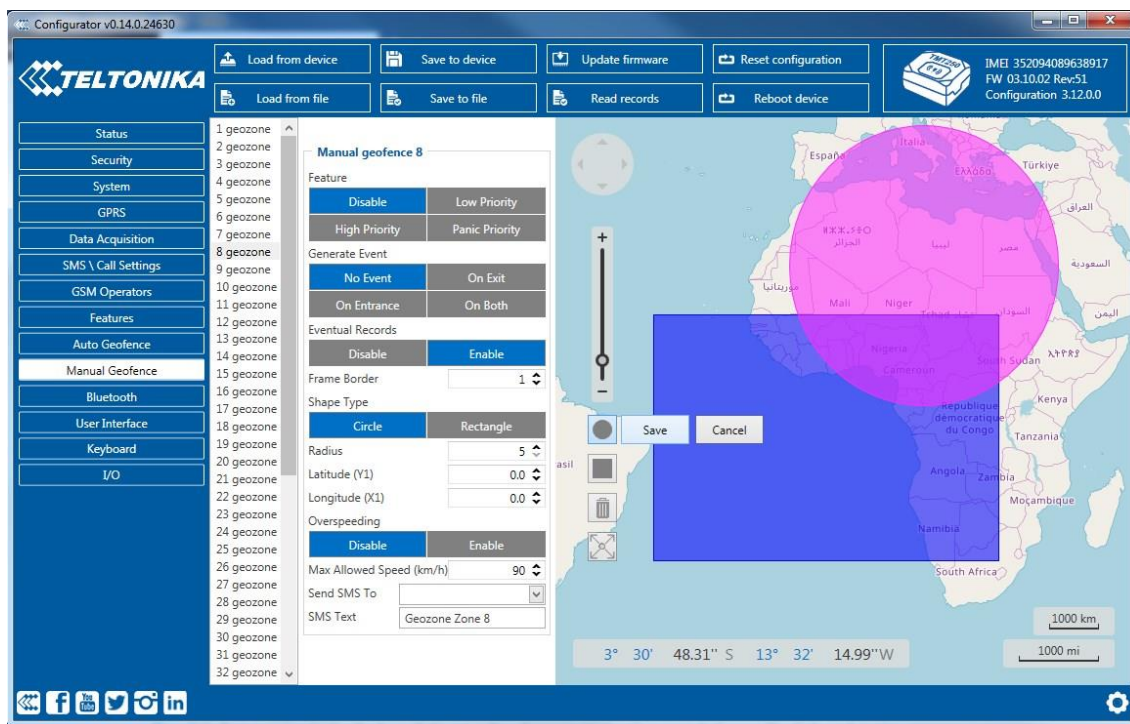 Configurator v0.14.0.24630
TELTONIKA
Load from device
Save to device
Update firmware
Reset configuration
Load from file
Save to file
Read records
Reboot device
TMT250
IMEI 352094089638917
FW 03.10.02 Rev:51
Configuration 3.12.0.0
Status
Security
System
GPRS
Data Acquisition
SMS \ Call Settings
GSM Operators
Features
Auto Geofence
Manual Geofence
Bluetooth
User Interface
Keyboard
I/O
1 geozone
2 geozone
3 geozone
4 geozone
5 geozone
6 geozone
7 geozone
8 geozone
9 geozone
10 geozone
11 geozone
12 geozone
13 geozone
14 geozone
15 geozone
16 geozone
17 geozone
18 geozone
19 geozone
20 geozone
21 geozone
22 geozone
23 geozone
24 geozone
25 geozone
26 geozone
27 geozone
28 geozone
29 geozone
30 geozone
31 geozone
32 geozone
Manual geofence 8
Feature
Disable Low Priority
High Priority Panic Priority
Generate Event
No Event On Exit
On Entrance On Both
Eventual Records
Disable Enable
Frame Border 1
Shape Type
Circle Rectangle
Radius 5
Latitude (Y1) 0.0
Longitude (X1) 0.0
Overspeeding
Disable Enable
Max Allowed Speed (km/h) 90
Send SMS To
SMS Text Geozone Zone 8
Italia
España
Ελλάδα
Türkiye
العراق
الجزائر
ليبيا
مصر
السعودية
موريتانيا
Mali
Niger
Tchad
السودان
اليمن
Nigeria
Cameroun
South Sudan
Kenya
République
démocratique
du Congo
Tanzania
Angola
Zambia
Moçambique
Namibia
South Africa
asil
Save
Cancel
1000 km
1000 mi
3° 30' 48.31'' S 13° 32' 14.99''W
You
Tube
in